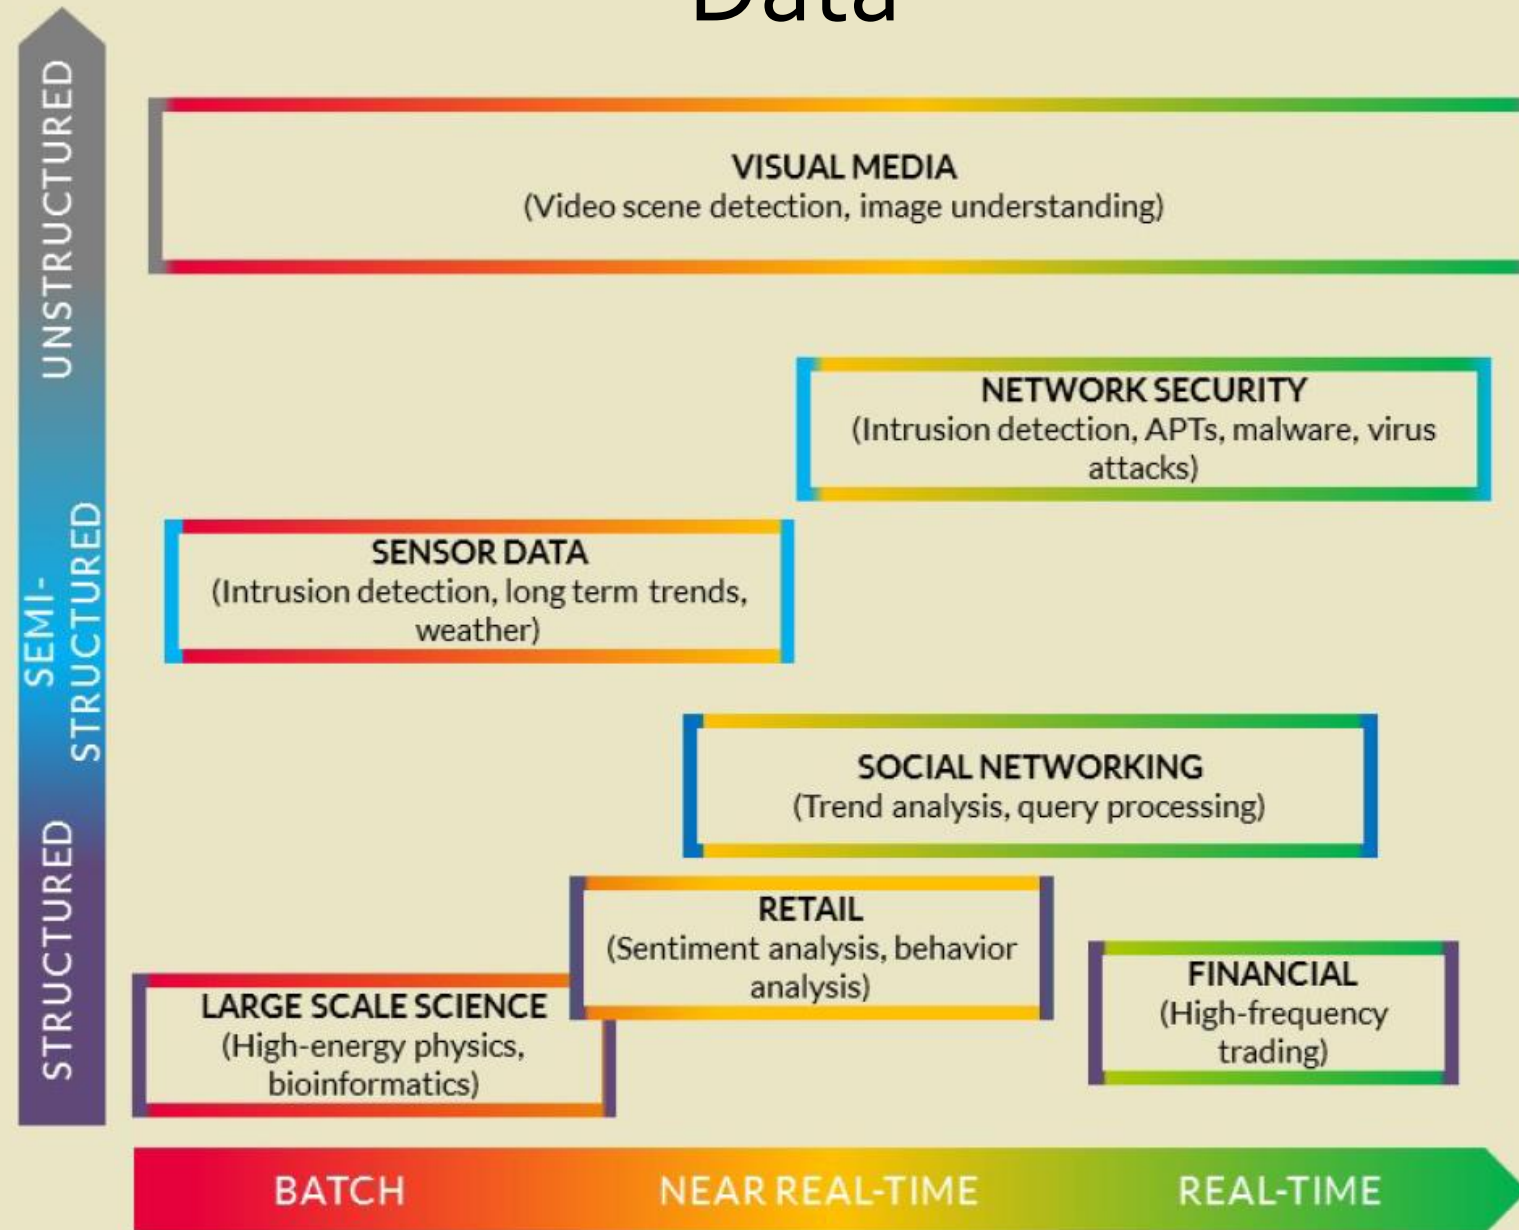 Data
UNSTRUCTURED
SEMI-
STRUCTURED
STRUCTURED
VISUAL MEDIA
(Video scene detection, image understanding)
NETWORK SECURITY
(Intrusion detection, APTs, malware, virus
attacks)
SENSOR DATA
(Intrusion detection, long term trends,
weather)
SOCIAL NETWORKING
(Trend analysis, query processing)
RETAIL
(Sentiment analysis, behavior
analysis)
FINANCIAL
(High-frequency
trading)
LARGE SCALE SCIENCE
(High-energy physics,
bioinformatics)
BATCH
NEAR REAL-TIME
REAL-TIME